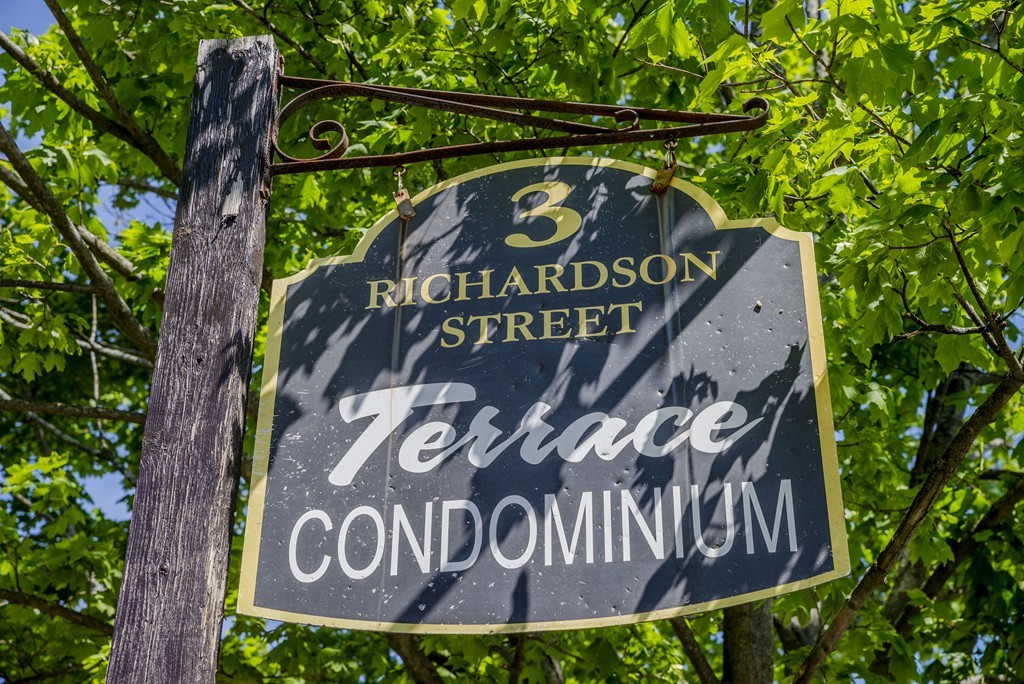 3
RICHARDSON
STREET
Terrace
CONDOMINIUM